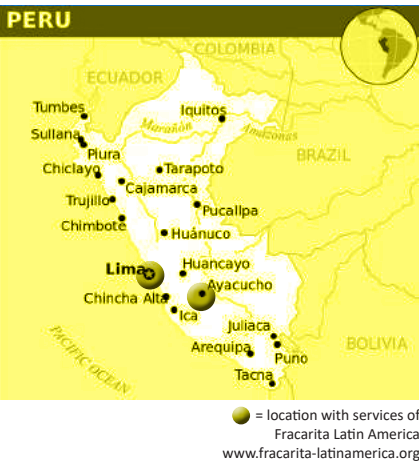 PERU
COLOMBIA
ECUADOR
Tumbes
Iquitos
Marañón
Amazonas
Sullana
Piura
BRAZIL
Chiclayo
Tarapoto
Cajamarca
Trujillo
Pucallpa
Chimbote
Huánuco
Lima
Huancayo
Ayacucho
Chincha Alta
Ica
Juliaca
PACIFIC OCEAN
Arequipa
Puno
BOLIVIA
Tacna
= location with services of
Fracarita Latin America
www.fracarita-latinamerica.org